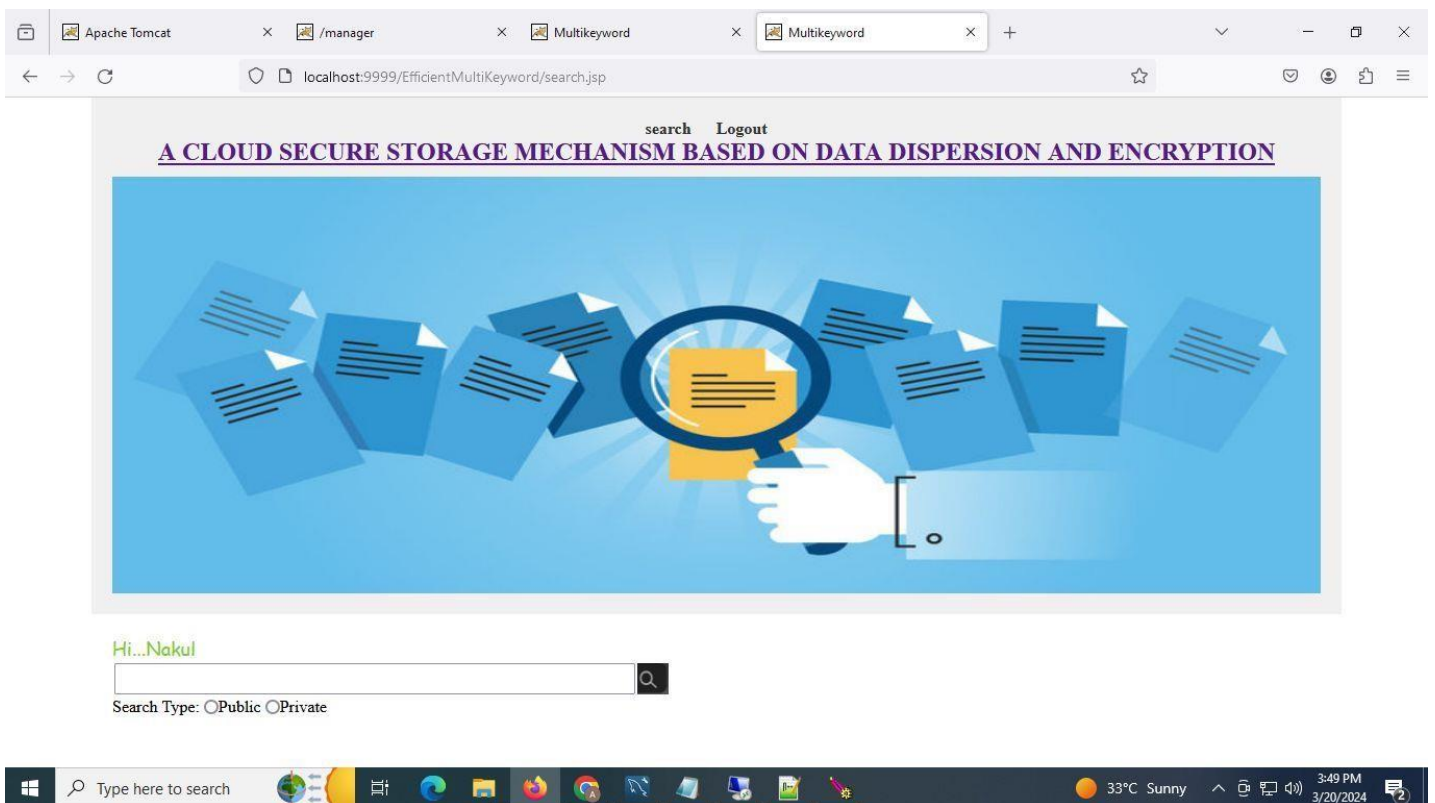 Apache Tomcat /manager Multikeyword Multikeyword
localhost:9999/EfficientMultiKeyword/search.jsp
search Logout
A CLOUD SECURE STORAGE MECHANISM BASED ON DATA DISPERSION AND ENCRYPTION
Hi...Nakul
Search Type: Public Private
Type here to search 33°C Sunny 3:49 PM
3/20/2024 2